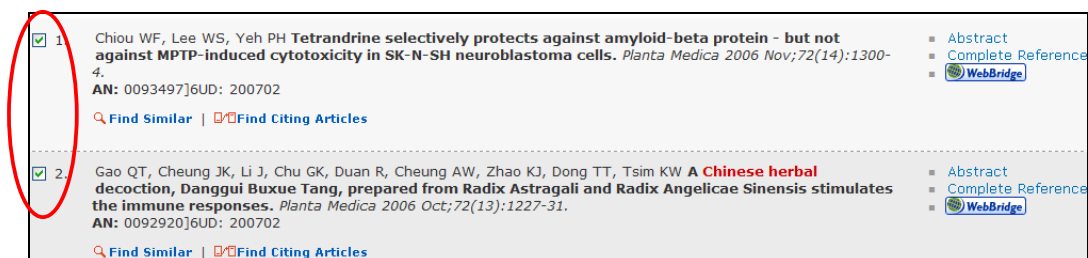 1. Chiou WF, Lee WS, Yeh PH Tetrandrine selectively protects against amyloid-beta protein - but not
against MPTP-induced cytotoxicity in SK-N-SH neuroblastoma cells. Planta Medica 2006 Nov;72(14):1300-
4.
AN: 0093497]6UD: 200702
Find Similar | Find Citing Articles
Abstract
Complete Reference
WebBridge
2. Gao QT, Cheung JK, Li J, Chu GK, Duan R, Cheung AW, Zhao KJ, Dong TT, Tsim KW A Chinese herbal
decoction, Danggui Buxue Tang, prepared from Radix Astragali and Radix Angelicae Sinensis stimulates
the immune responses. Planta Medica 2006 Oct;72(13):1227-31.
AN: 0092920]6UD: 200702
Find Similar | Find Citing Articles
Abstract
Complete Reference
WebBridge